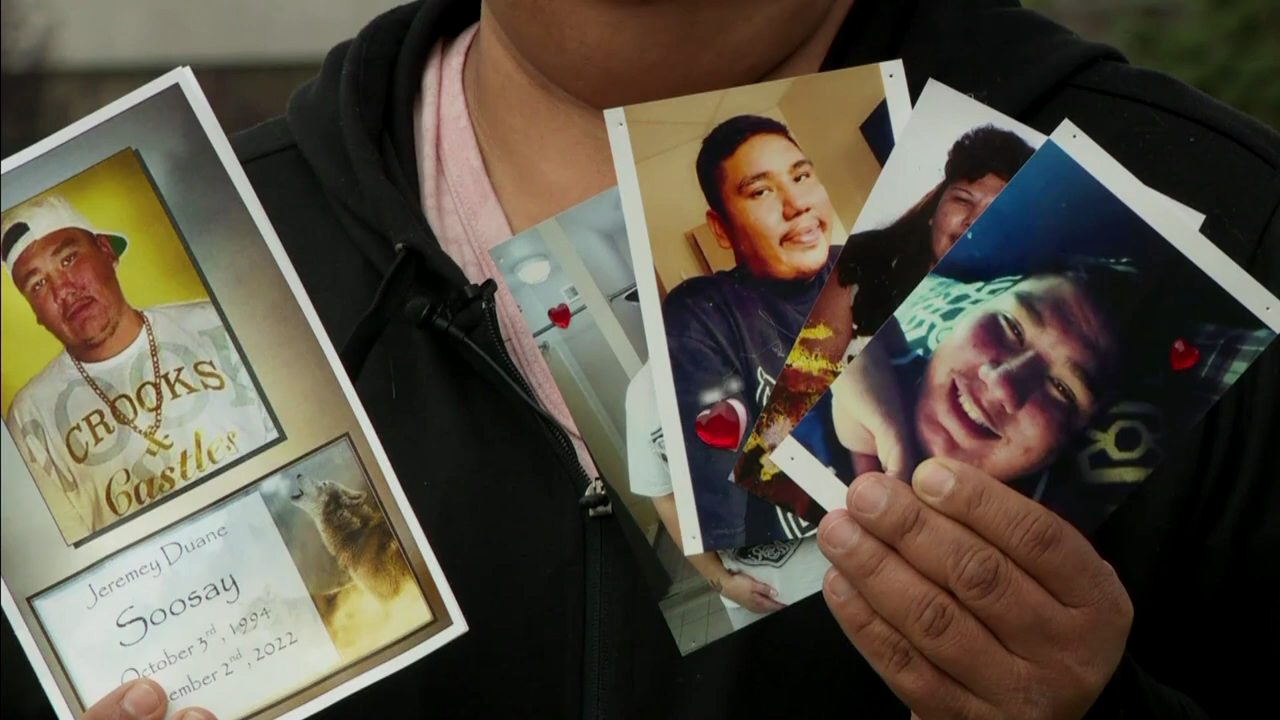 CROOKS
&
Castles
Jeremey Duane
Soosay
October 3rd, 1994
ember 2nd, 2022